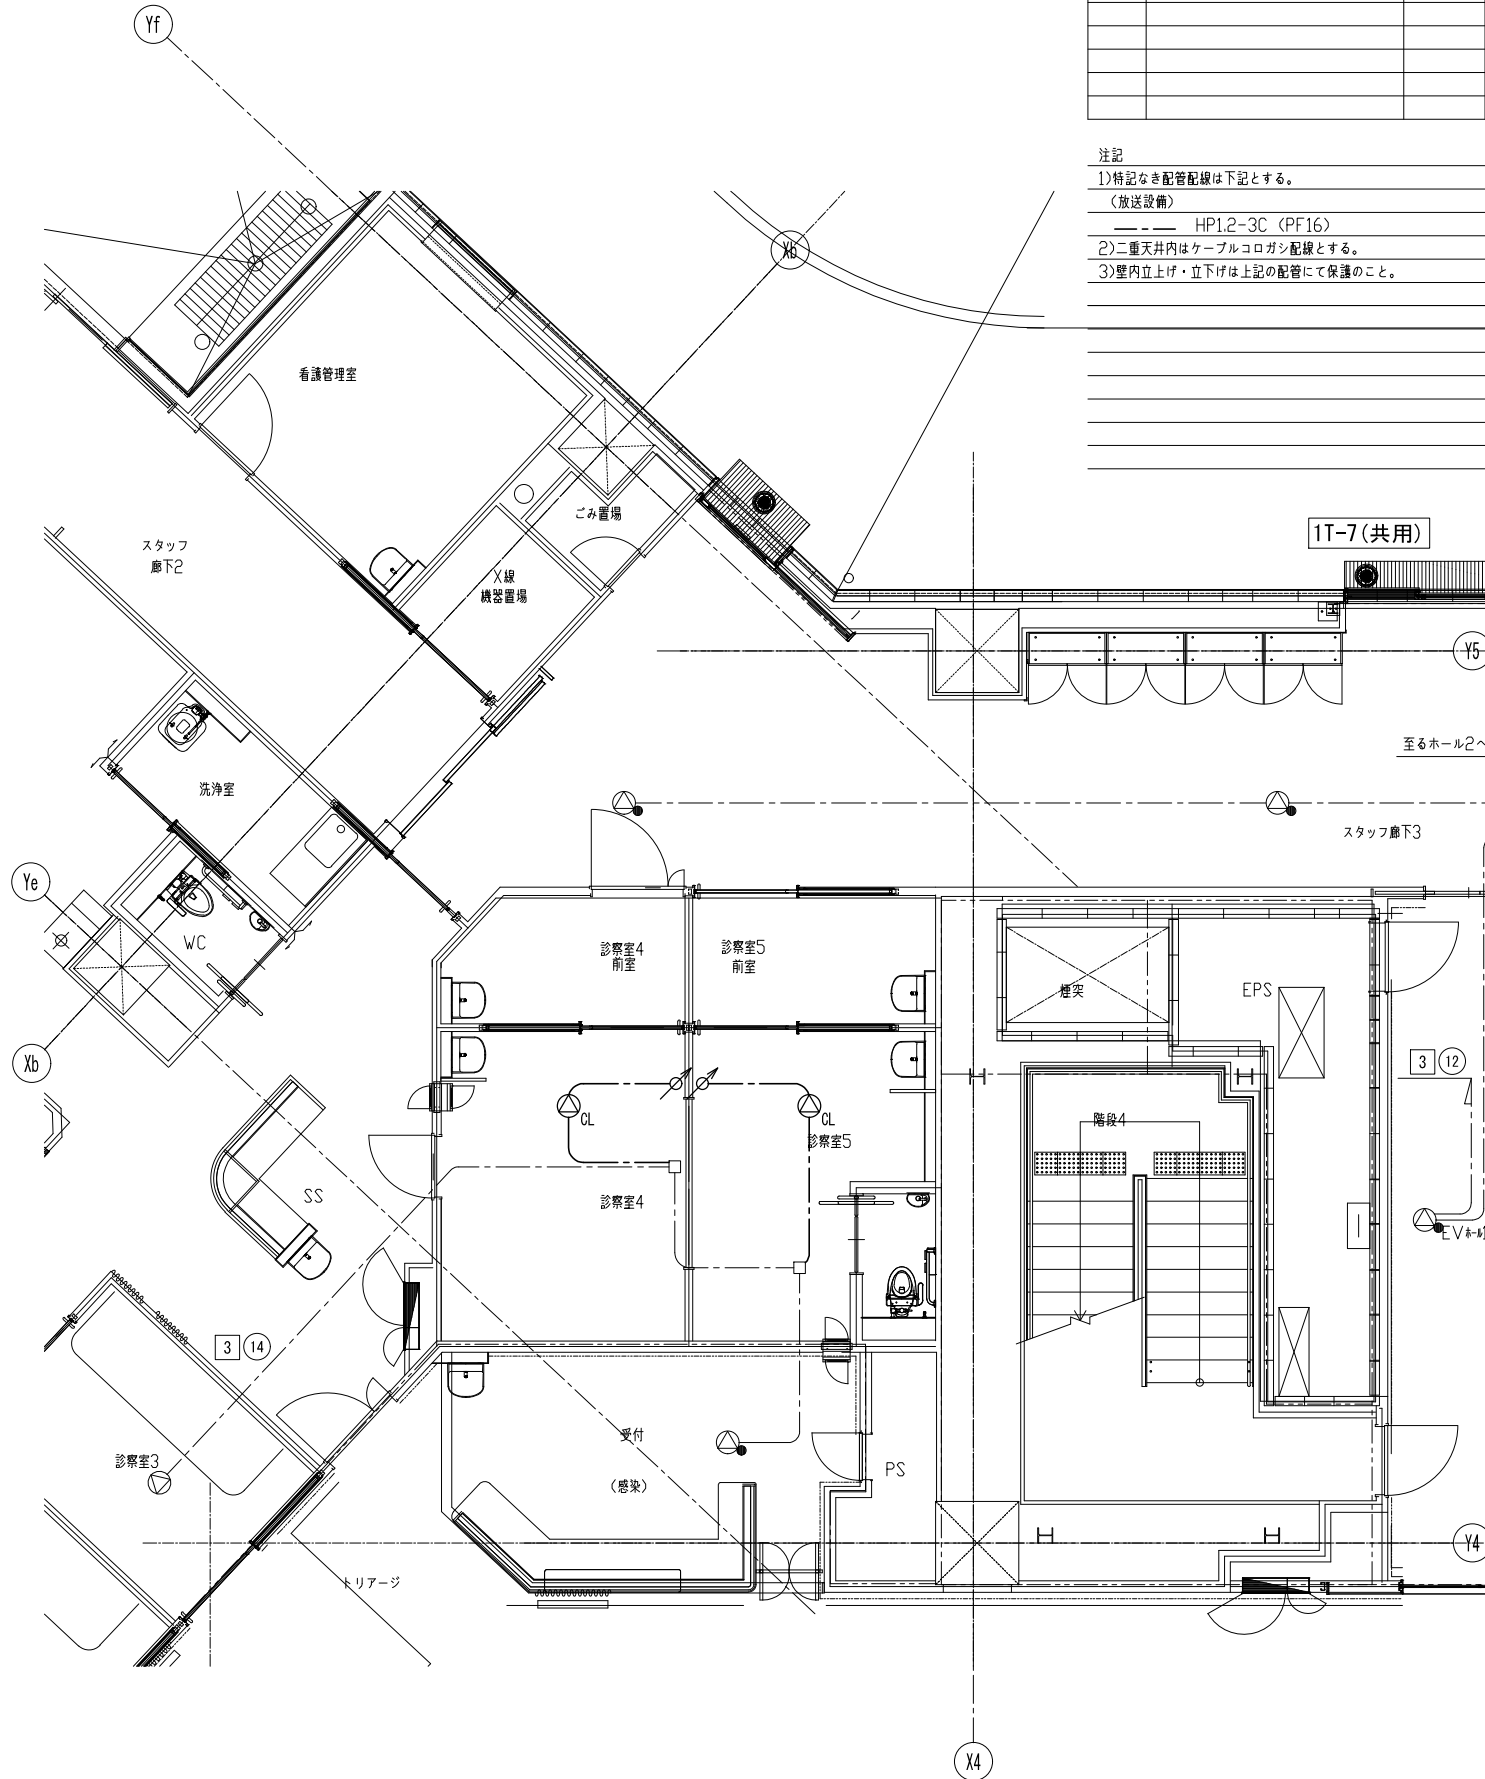 Yf
注記
1)特記なき配管配線は下記とする。
(放送設備)
HP1.2-3C (PF16)
2)二重天井内はケーブルコロガシ配線とする。
3)壁内立上げ・立下げは上記の配管にて保護のこと。
Xb
看護管理室
ごみ置場
1T-7(共用)
スタッフ
廊下2
X線
機器置場
Y5
至るホール2へ
洗浄室
スタッフ廊下3
Ye
WC
診察室4
前室
診察室5
前室
煙突
EPS
Xb
3 12
CL
CL
階段4
診察室5
SS
診察室4
EVホール1
3 14
受付
診察室3
PS
(感染)
Y4
トリアージ
X4